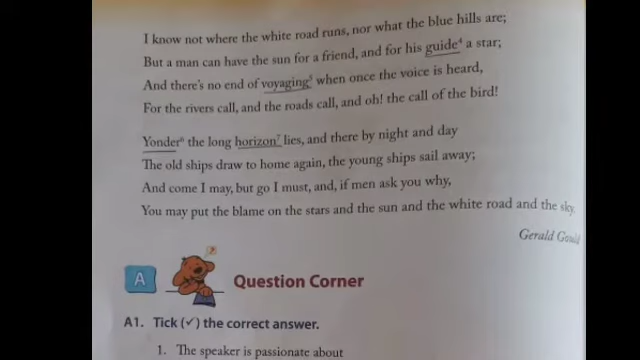 I know not where the white road runs, nor what the blue hills are;
But a man can have the sun for a friend, and for his guide⁴ a star;
And there's no end of voyaging⁵ when once the voice is heard,
For the rivers call, and the roads call, and oh! the call of the bird!
Yonder⁶ the long horizon⁷ lies, and there by night and day
The old ships draw to home again, the young ships sail away;
And come I may, but go I must, and, if men ask you why,
You may put the blame on the stars and the sun and the white road and the sky.
Gerald Gould
?
A Question Corner
A1. Tick (✓) the correct answer.
1. The speaker is passionate about